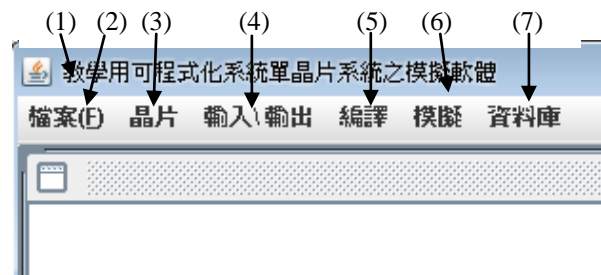 (1) (2) (3) (4) (5) (6) (7)
教學用可程式化系統單晶片系統之模擬軟體
檔案(F) 晶片 輸入\輸出 編譯 模擬 資料庫